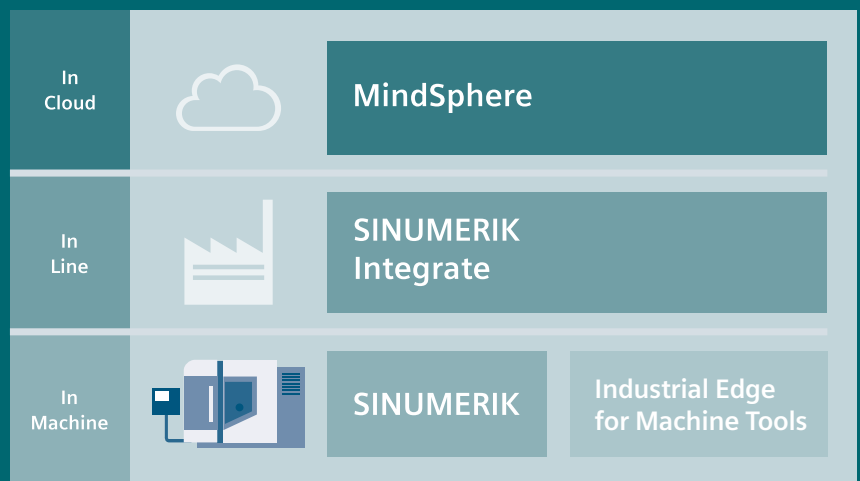 In
Cloud
MindSphere
In
Line
SINUMERIK
Integrate
In
Machine
SINUMERIK
Industrial Edge
for Machine Tools